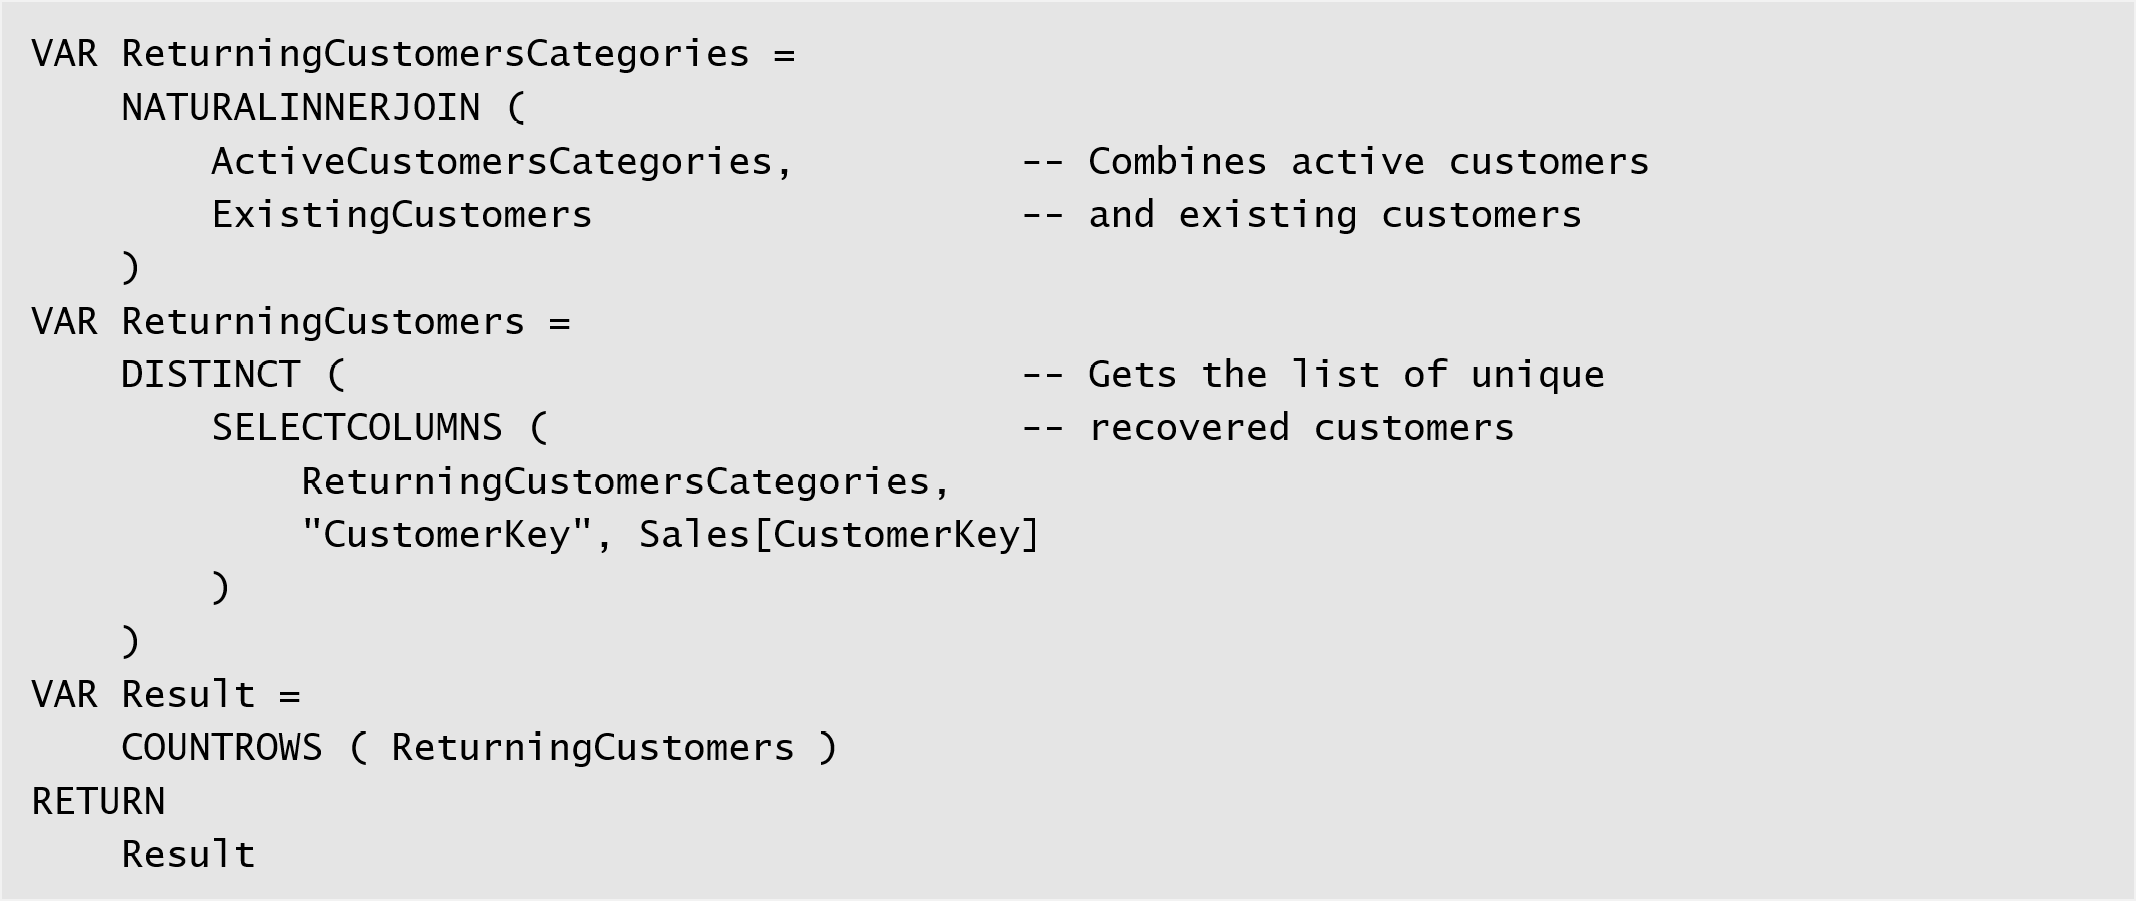 VAR ReturningCustomersCategories =
    NATURALINNERJOIN (
        ActiveCustomersCategories,          -- Combines active customers
        ExistingCustomers                   -- and existing customers
    )
VAR ReturningCustomers =
    DISTINCT (                              -- Gets the list of unique
        SELECTCOLUMNS (                     -- recovered customers
            ReturningCustomersCategories,
            "CustomerKey", Sales[CustomerKey]
        )
    )
VAR Result =
    COUNTROWS ( ReturningCustomers )
RETURN
    Result